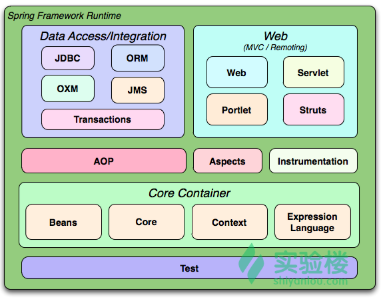 Spring Framework Runtime
Data Access/Integration
JDBC
ORM
OXM
JMS
Transactions
Web
(MVC / Remoting)
Web
Servlet
Portlet
Struts
AOP
Aspects
Instrumentation
Core Container
Beans
Core
Context
Expression
Language
Test
实验楼
shiyanlou.com